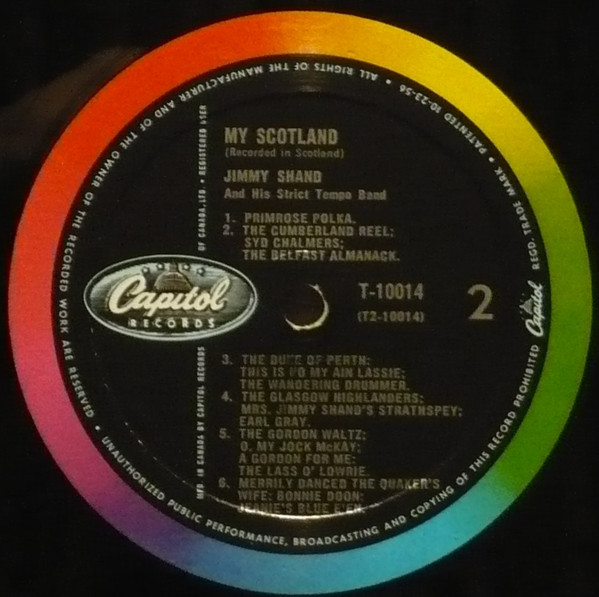 MY SCOTLAND
(Recorded in Scotland)
JIMMY SHAND
And His Strict Tempo Band
1. PRIMROSE POLKA.
2. THE CUMBERLAND REEL;
SYD CHALMERS;
THE BELFAST ALMANACK.
Capitol
RECORDS
T-10014
(T2-10014)
2
3. THE DUKE OF PERTH;
THIS IS NO MY AIN LASSIE;
THE WANDERING DRUMMER.
4. THE GLASGOW HIGHLANDERS;
MRS. JIMMY SHAND'S STRATHSPEY;
EARL GRAY.
5. THE GORDON WALTZ;
O, MY JOCK McKAY;
A GORDON FOR ME;
THE LASS O' LOWRIE.
6. MERRILY DANCED THE QUAKER'S
WIFE; BONNIE DOON;
JEANIE'S BLUE E'EN.
MFD. IN CANADA BY CAPITOL RECORDS OF CANADA, LTD. • REGISTERED USER
Capitol REGD. TRADE MARK • PATENTED 10-23-56 • ALL RIGHTS OF THE MANUFACTURER AND OF THE OWNER OF THE RECORDED WORK ARE RESERVED • UNAUTHORIZED PUBLIC PERFORMANCE, BROADCASTING AND COPYING OF THIS RECORD PROHIBITED